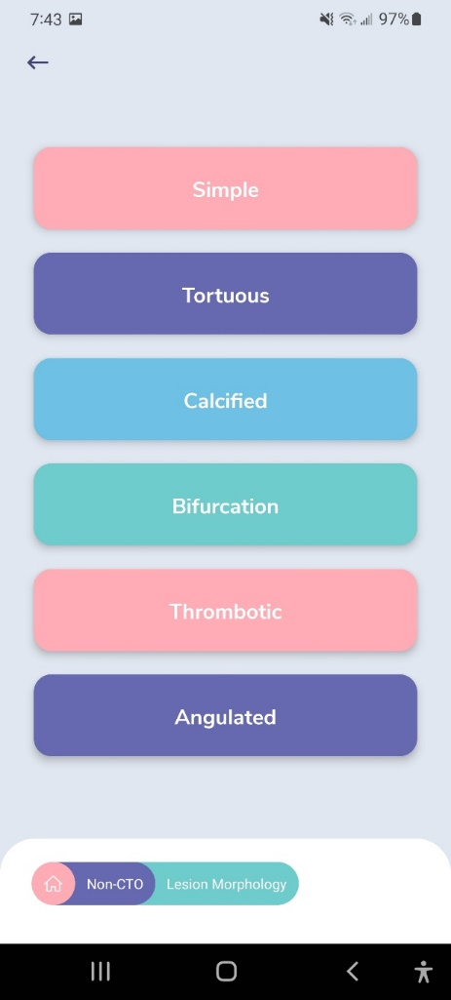 7:43
97%
Simple
Tortuous
Calcified
Bifurcation
Thrombotic
Angulated
Non-CTO
Lesion Morphology